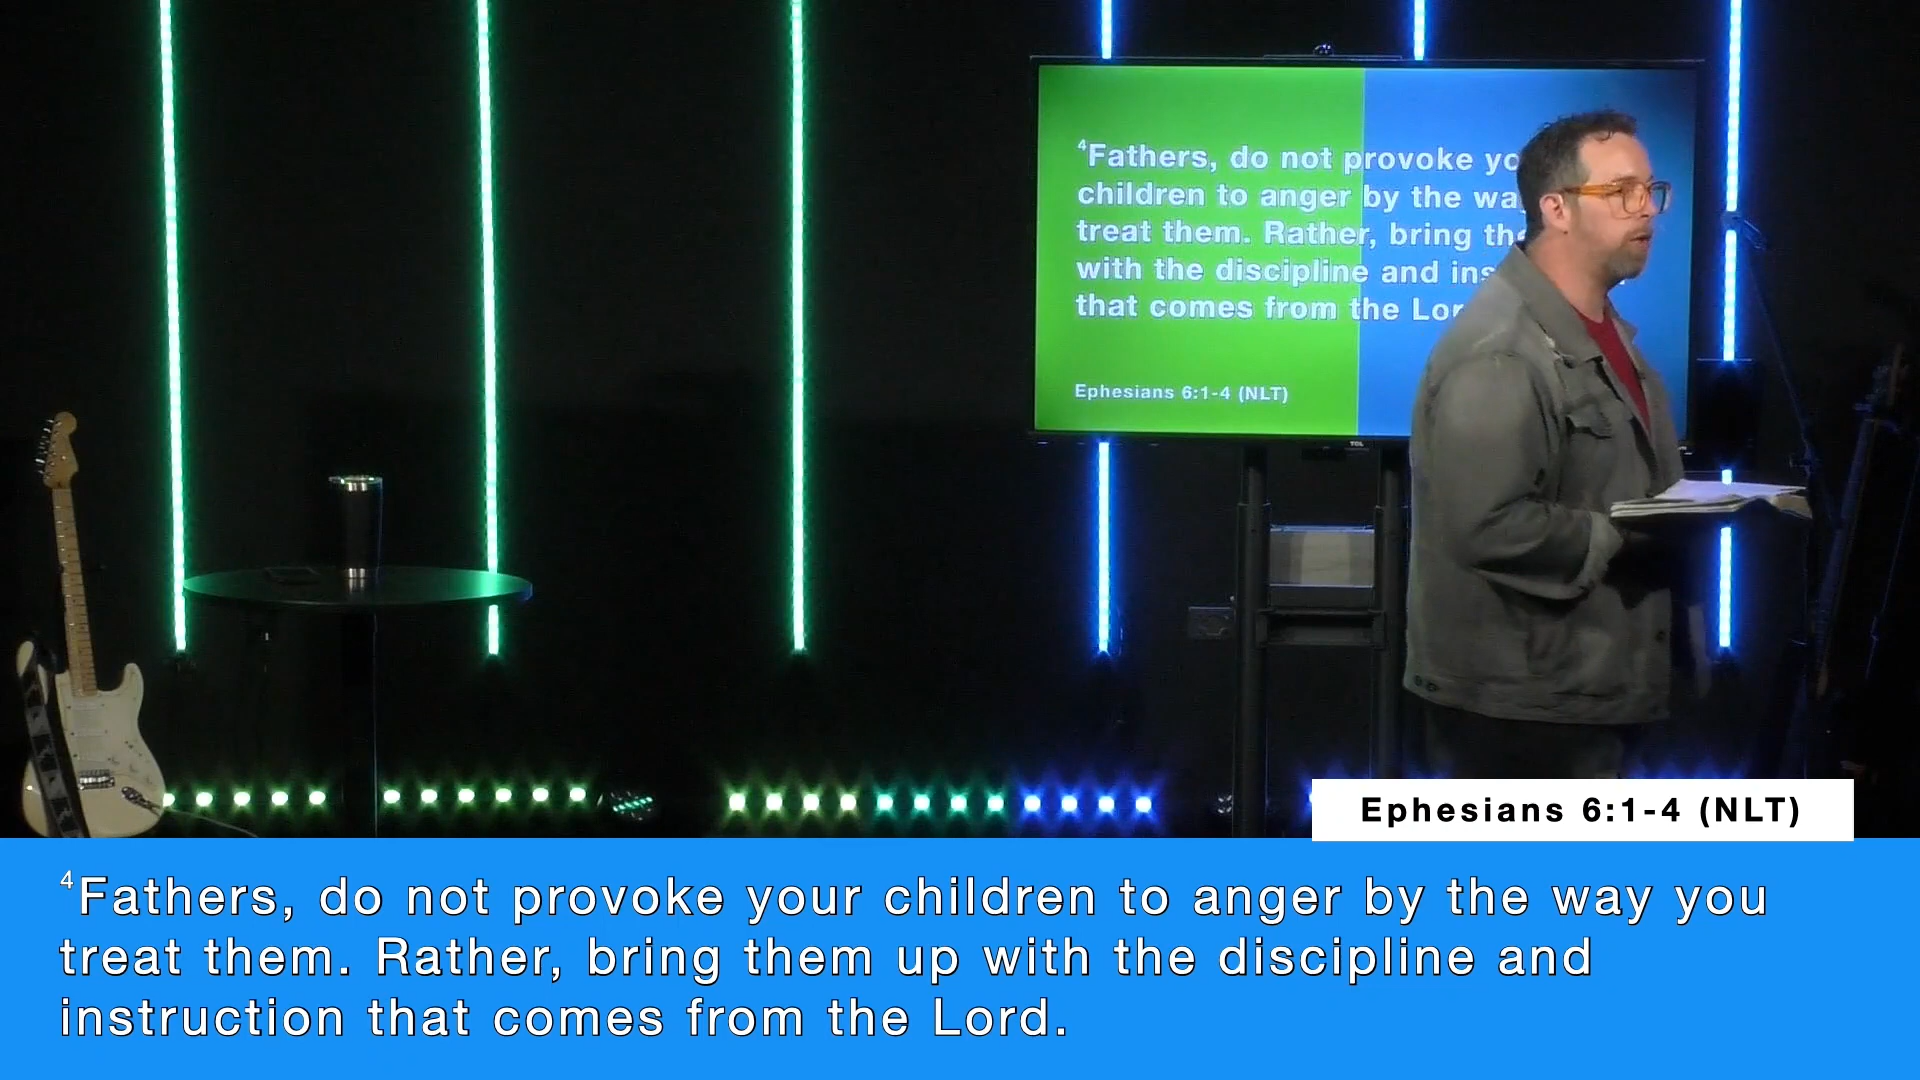 ⁴Fathers, do not provoke yo
children to anger by the wa
treat them. Rather, bring the
with the discipline and ins
that comes from the Lor
Ephesians 6:1-4 (NLT)
TCL
Ephesians 6:1-4 (NLT)
⁴Fathers, do not provoke your children to anger by the way you
treat them. Rather, bring them up with the discipline and
instruction that comes from the Lord.